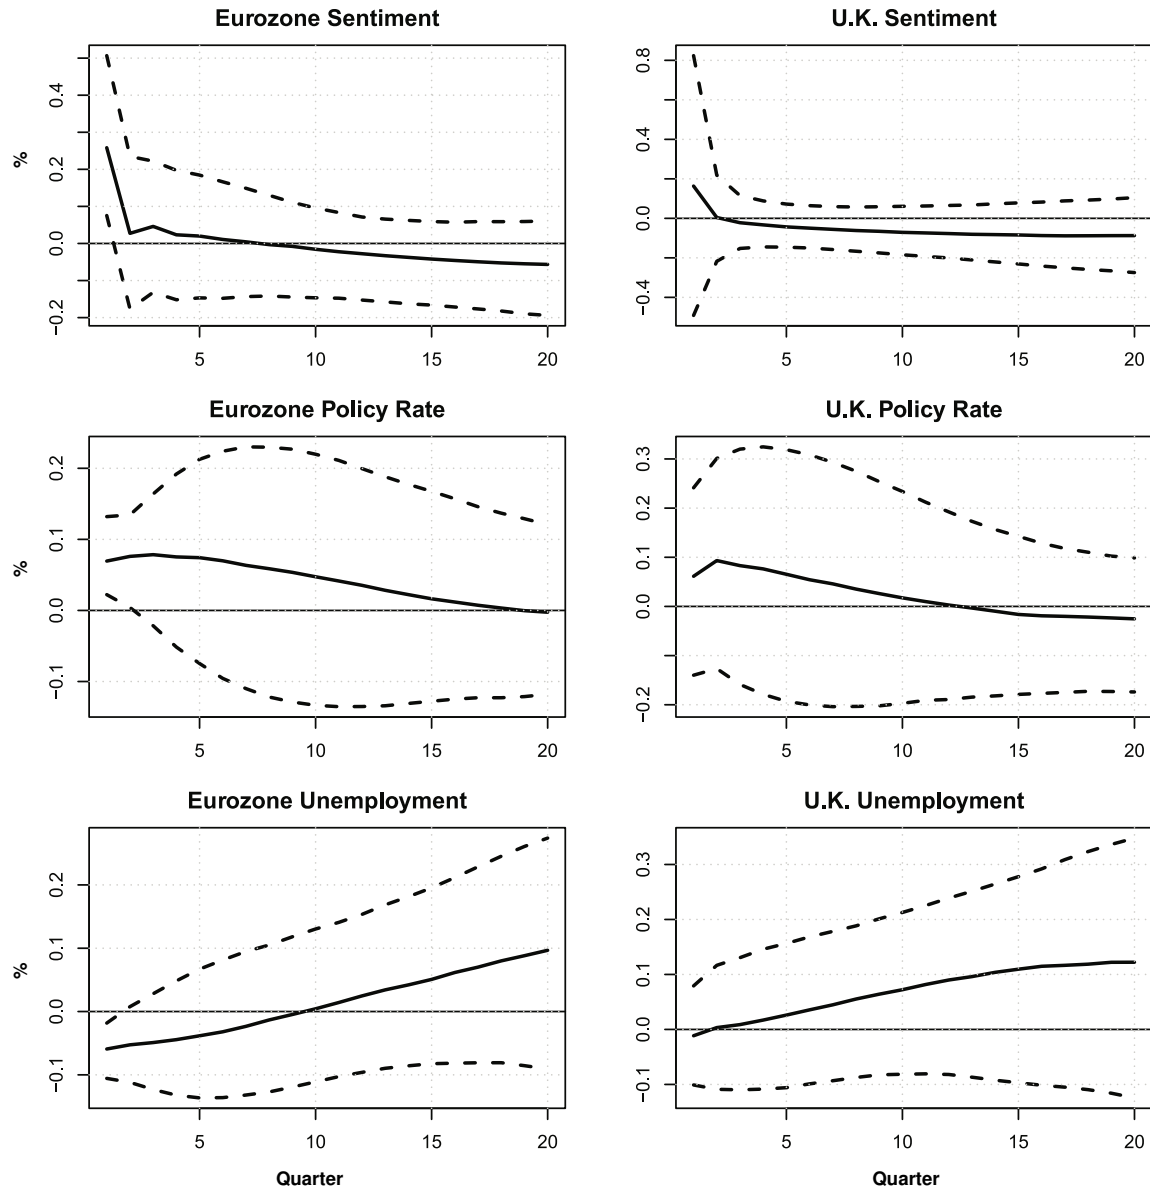 Eurozone Sentiment
%
0.4
0.2
0.0
−0.2
5 10 15 20
U.K. Sentiment
0.8
0.4
0.0
−0.4
5 10 15 20
Eurozone Policy Rate
%
0.2
0.1
0.0
−0.1
5 10 15 20
U.K. Policy Rate
0.3
0.2
0.1
0.0
−0.2
5 10 15 20
Eurozone Unemployment
%
0.2
0.1
0.0
−0.1
5 10 15 20
Quarter
U.K. Unemployment
0.3
0.2
0.1
0.0
−0.1
5 10 15 20
Quarter